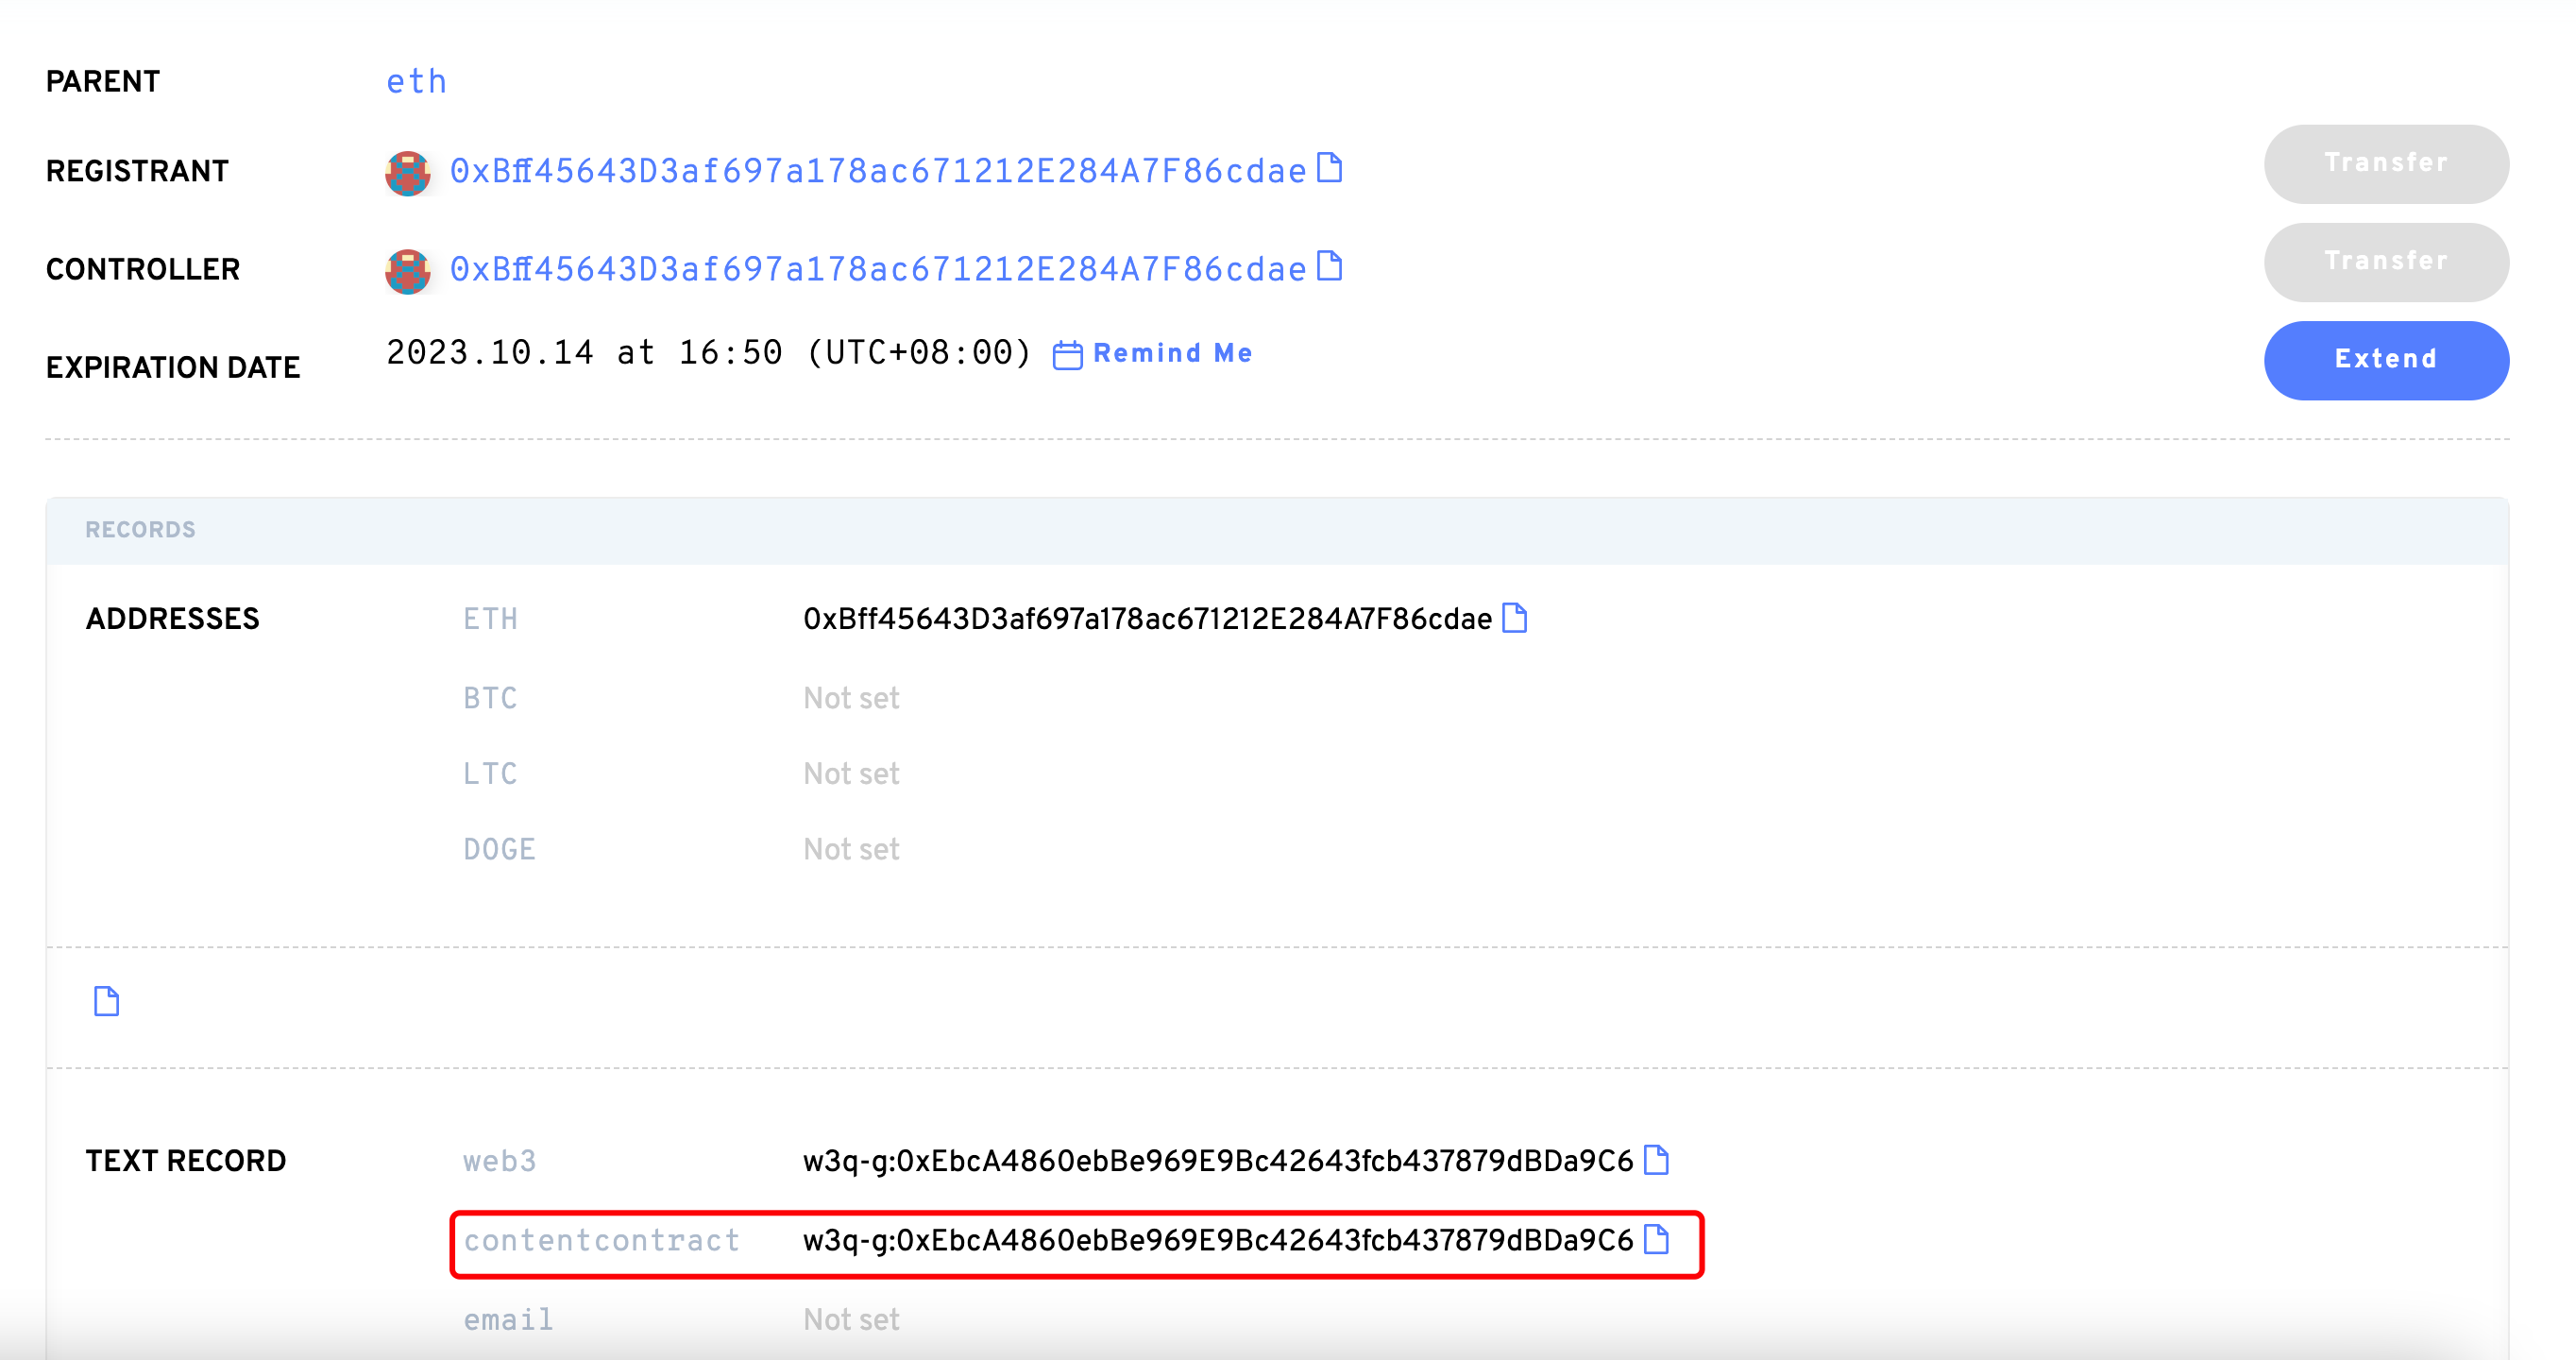 PARENT eth
REGISTRANT 0xBff45643D3af697a178ac671212E284A7F86cdae Transfer
CONTROLLER 0xBff45643D3af697a178ac671212E284A7F86cdae Transfer
EXPIRATION DATE 2023.10.14 at 16:50 (UTC+08:00) Remind Me Extend
RECORDS
ADDRESSES ETH 0xBff45643D3af697a178ac671212E284A7F86cdae
BTC Not set
LTC Not set
DOGE Not set
TEXT RECORD web3 w3q-g:0xEbcA4860ebBe969E9Bc42643fcb437879dBDa9C6
contentcontract w3q-g:0xEbcA4860ebBe969E9Bc42643fcb437879dBDa9C6
email Not set